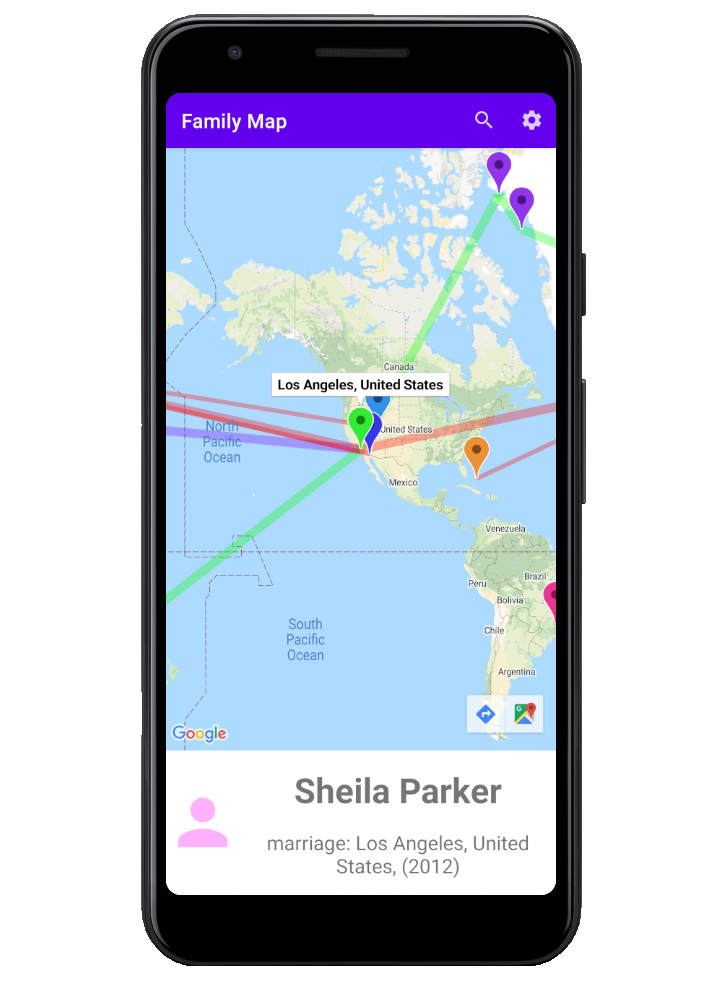 Family Map
Canada
Los Angeles, United States
North
Pacific
Ocean
United States
Mexico
Venezuela
Peru
Brazil
Bolivia
Chile
South
Pacific
Ocean
Argentina
Google
G
Sheila Parker
marriage: Los Angeles, United
States, (2012)